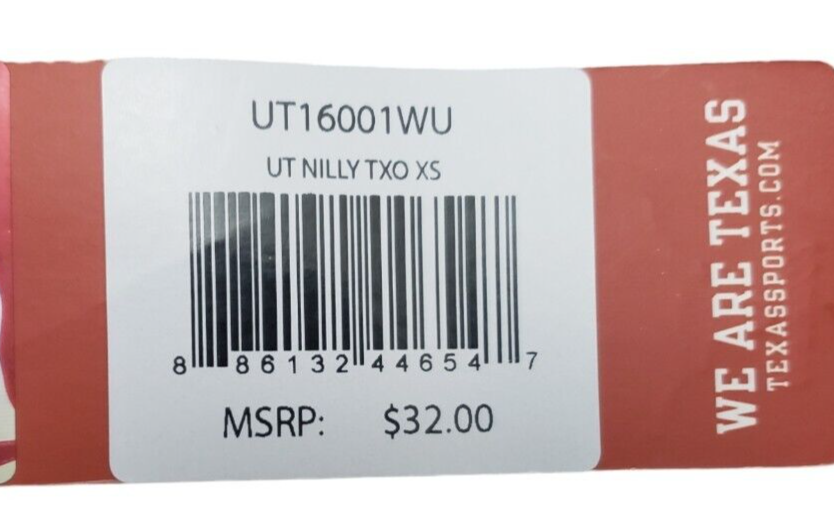 UT16001WU
UT NILLY TXO XS
8 86132 44654 7
MSRP: $32.00
WE ARE TEXAS
TEXASSPORTS.COM